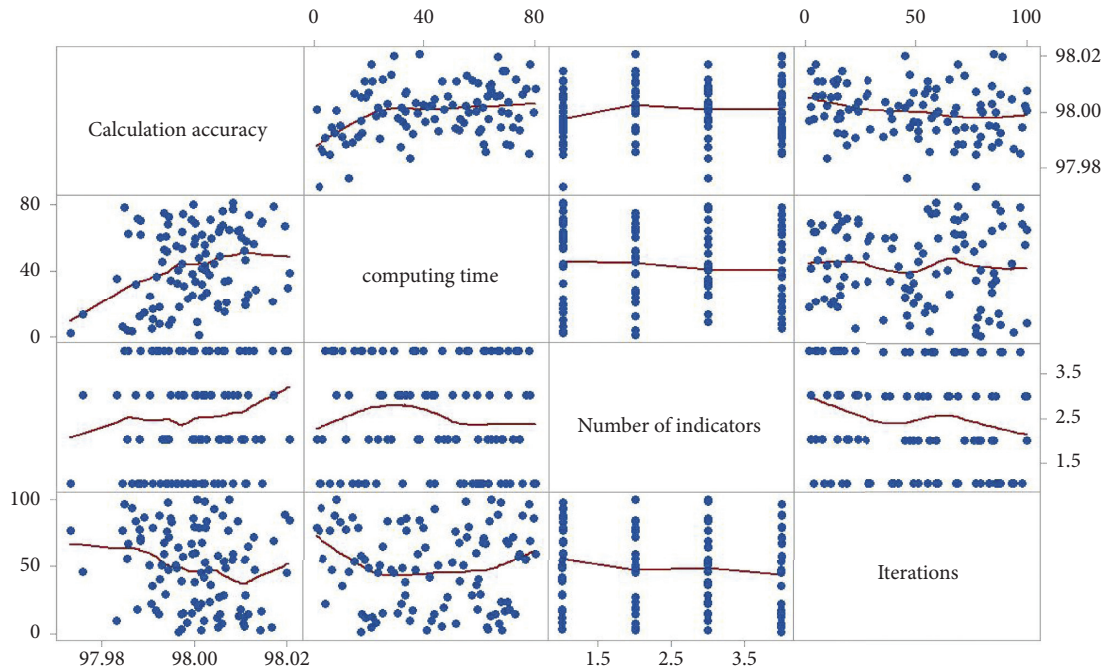 0 80 0 50 100
98.02
Calculation accuracy
98.00
97.98
80
40
computing time
0
3.5
Number of indicators
2.5
1.5
100
50
Iterations
0
97.98 98.00 98.02 1.5 2.5 3.5